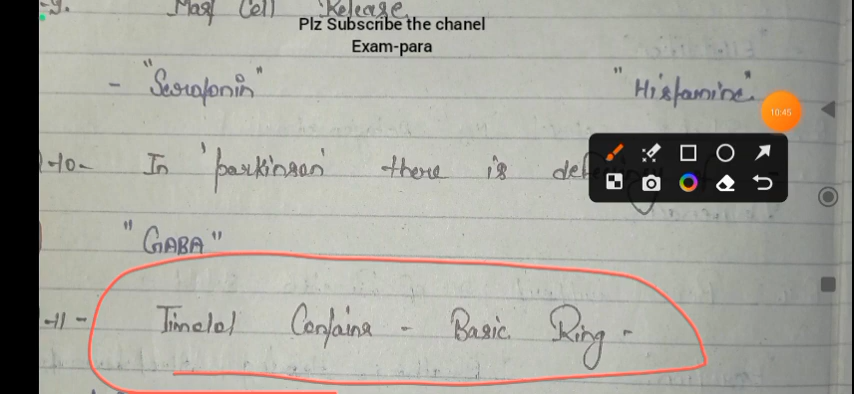 -9. Mast Cell Release
Plz Subscribe the chanel
Exam-para
- "Serotonin" "Histamine"
10:45
-10- In 'parkinson' there is
"GABA"
-11- Timolol Contains - Basic Ring -